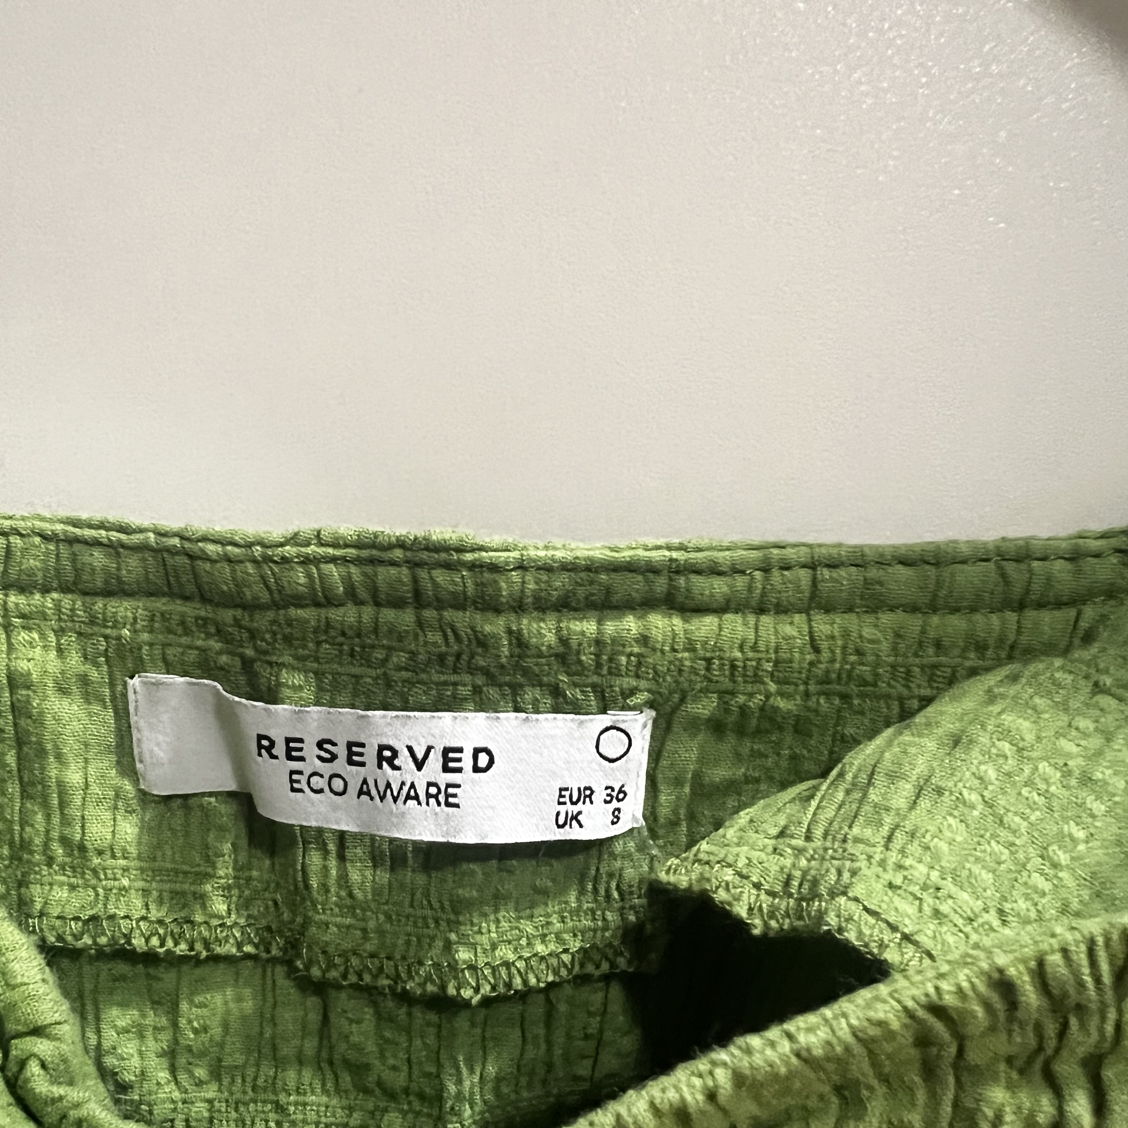 RESERVED
ECO AWARE
EUR 36
UK 8